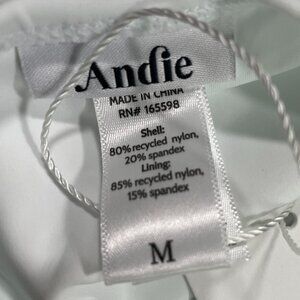 Andie
MADE IN CHINA
RN# 165598
Shell:
80% recycled nylon,
20% spandex
Lining:
85% recycled nylon,
15% spandex
M